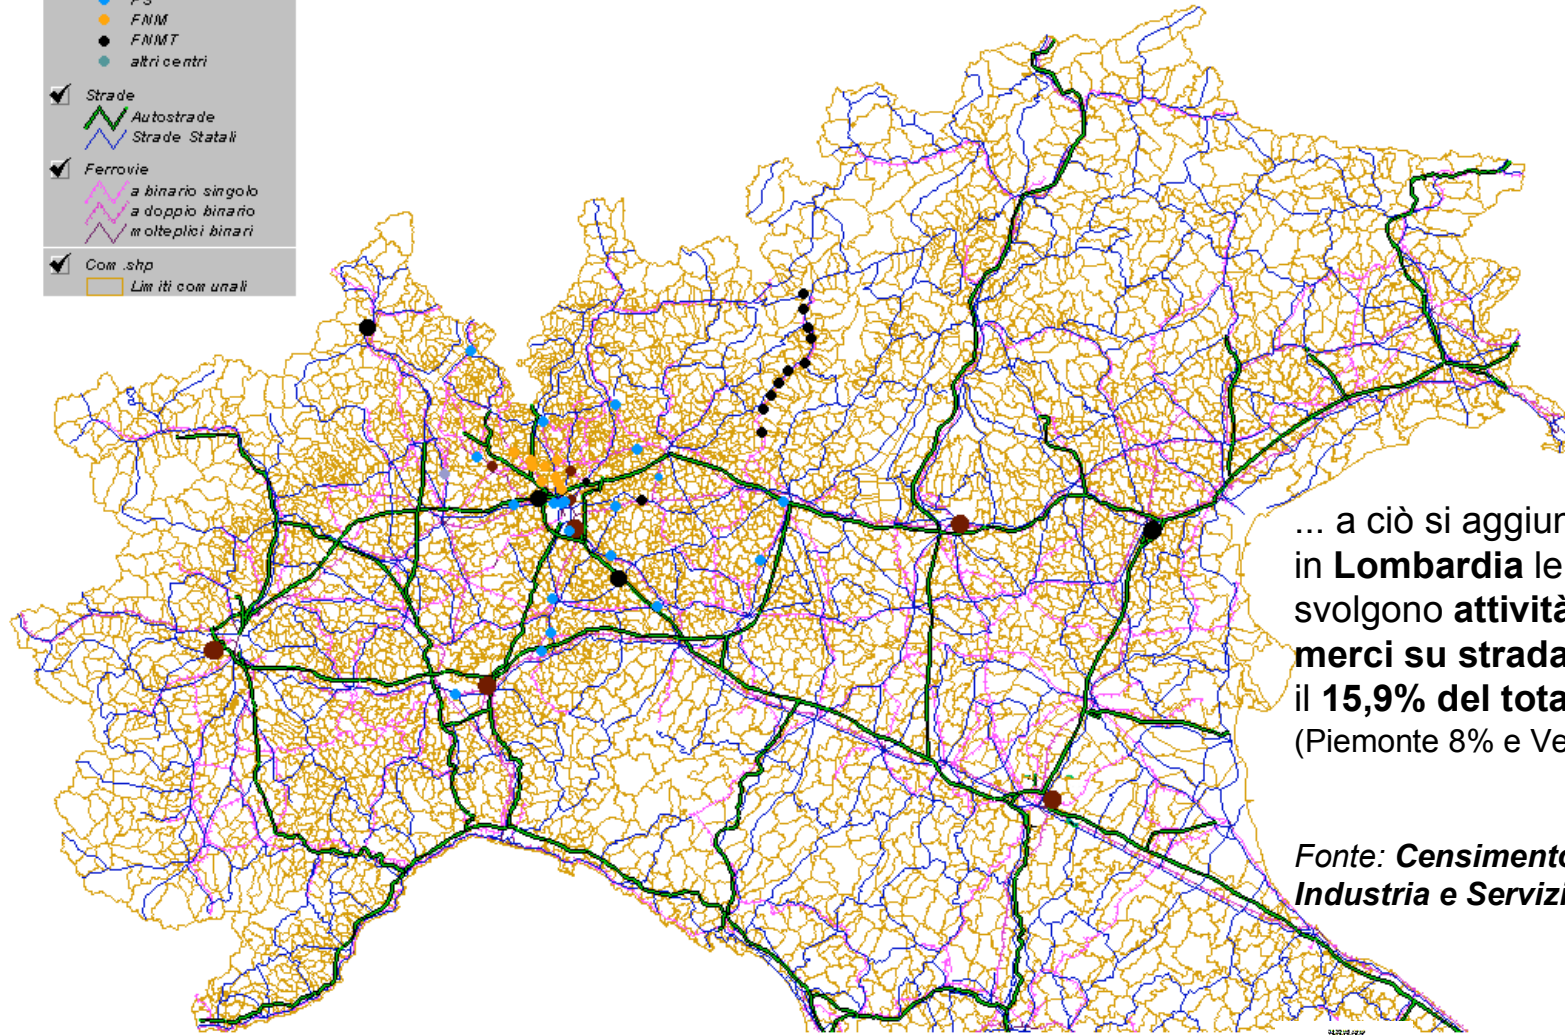 FS
FNM
FNMT
altri centri
Strade
Autostrade
Strade Statali
Ferrovie
a binario singolo
a doppio binario
molteplici binari
Com .shp
Limiti comunali
... a ciò si aggiun
in Lombardia le
svolgono attività
merci su strada
il 15,9% del tota
(Piemonte 8% e Ve
Fonte: Censimento
Industria e Servizi